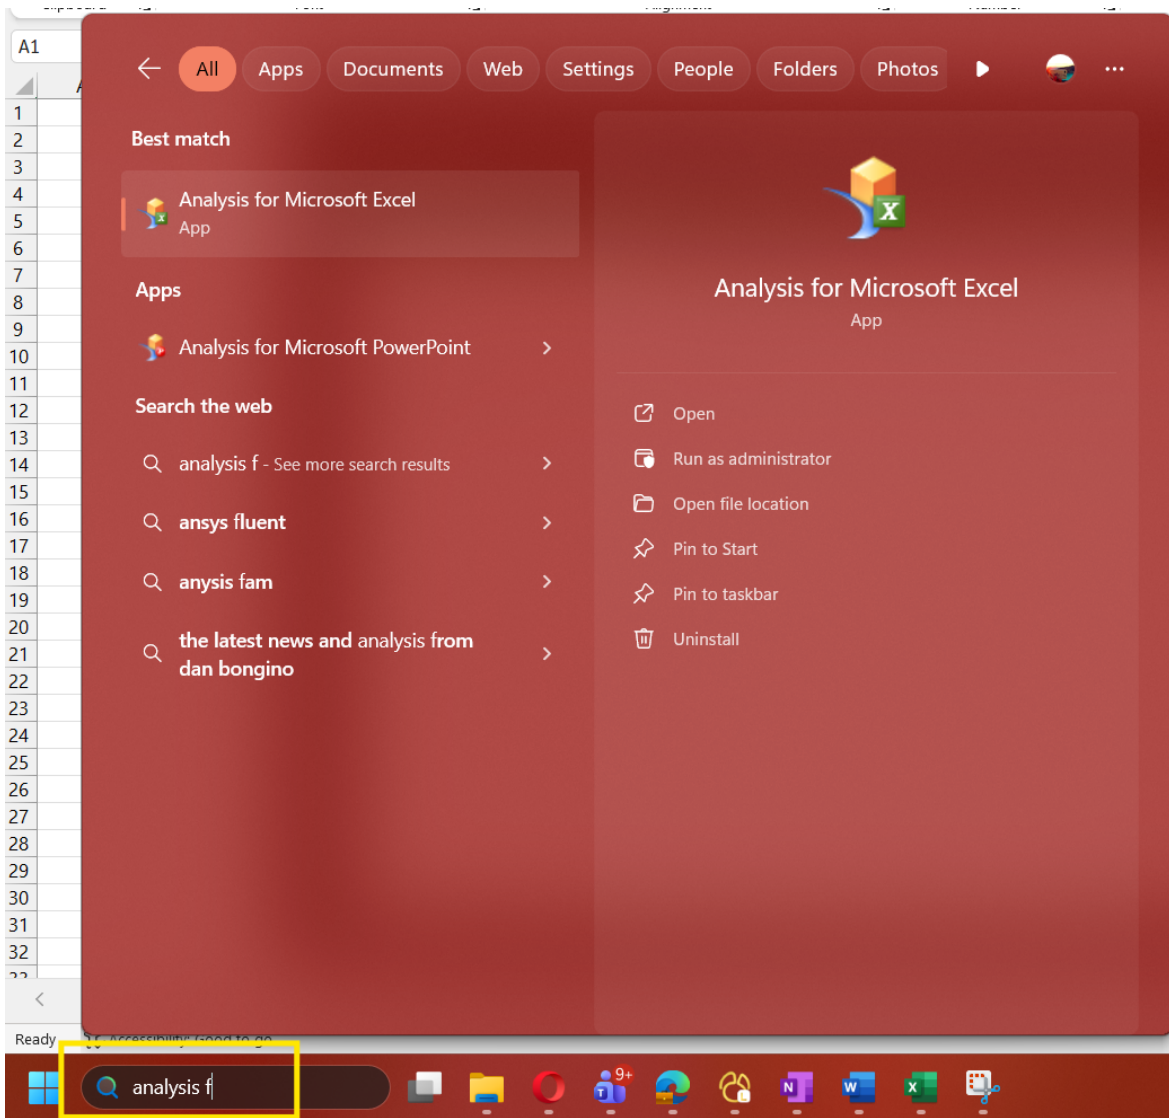 A1
All Apps Documents Web Settings People Folders Photos
1
2
3
4
5
6
7
8
9
10
11
12
13
14
15
16
17
18
19
20
21
22
23
24
25
26
27
28
29
30
31
32
Best match
Analysis for Microsoft Excel
App
Apps
Analysis for Microsoft PowerPoint
Search the web
analysis f - See more search results
ansys fluent
anysis fam
the latest news and analysis from
dan bongino
X
Analysis for Microsoft Excel
App
Open
Run as administrator
Open file location
Pin to Start
Pin to taskbar
Uninstall
Ready Accessibility: Good to go
analysis f
9+